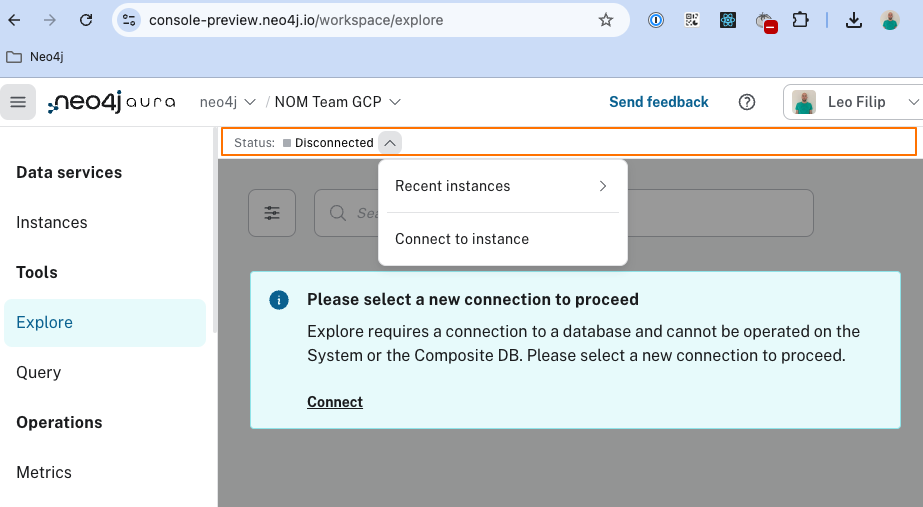 console-preview.neo4j.io/workspace/explore
Neo4j
neo4j aura
neo4j / NOM Team GCP
Send feedback
Leo Filip
Status: Disconnected
Data services
Instances
Tools
Explore
Query
Operations
Metrics
Recent instances
Connect to instance
Please select a new connection to proceed
Explore requires a connection to a database and cannot be operated on the
System or the Composite DB. Please select a new connection to proceed.
Connect